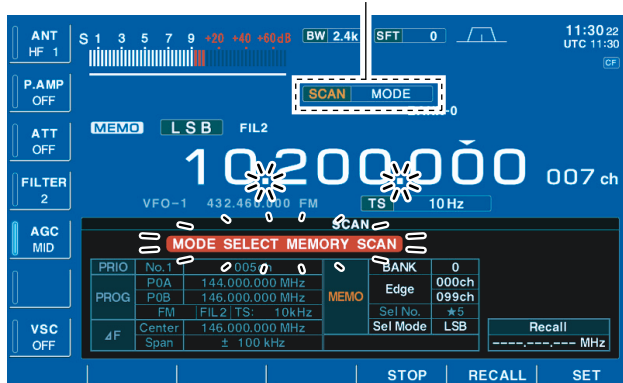 ANT
HF 1
S 1 3 5 7 9 +20 +40 +60dB
BW 2.4k
SFT 0
11:30 22
UTC 11:30
CF
P.AMP
OFF
SCAN MODE
ATT
OFF
MEMO
LSB
FIL2
10.200.000
007 ch
FILTER
2
VFO-1 432.460.000 FM
TS 10Hz
AGC
MID
SCAN
MODE SELECT MEMORY SCAN
PRIO No.1 005ch
PROG P0A 144.000.000 MHz
P0B 146.000.000 MHz
FM FIL2 TS: 10kHz
⊿F Center 146.000.000 MHz
Span ± 100 kHz
MEMO
BANK 0
Edge 000ch
099ch
Sel No. ★5
Sel Mode LSB
Recall
----.---.--- MHz
VSC
OFF
STOP RECALL SET